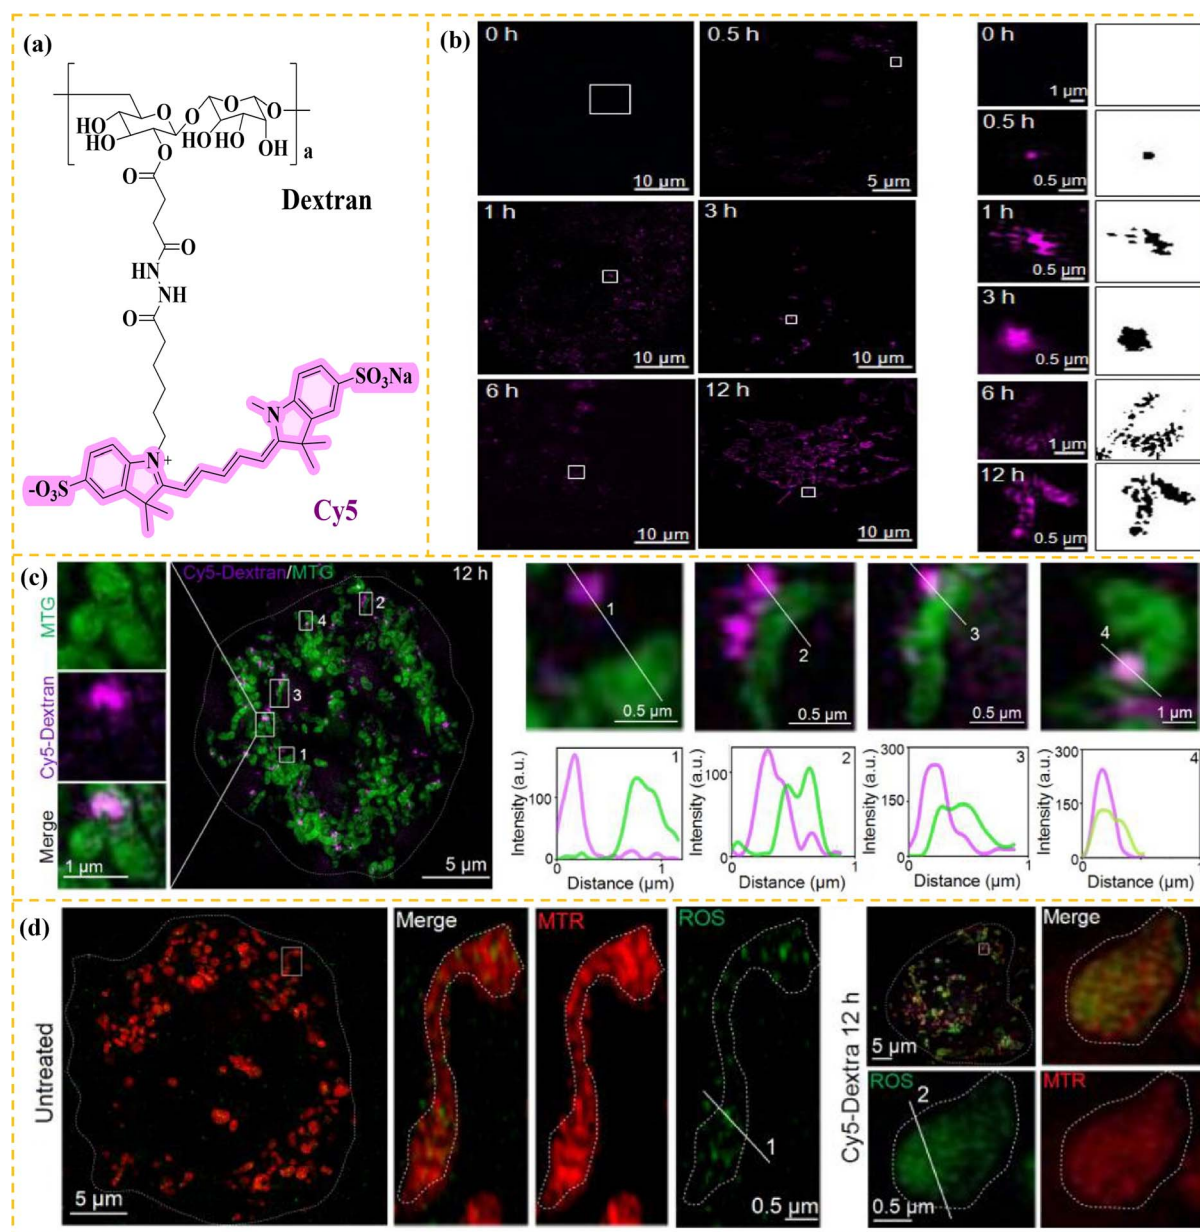 (a)
O
O
O
O
HO
HO
HO
HO
OH
a
O
O
Dextran
O
HN
NH
O
SO3Na
N
N+
-O3S
Cy5
(b)
0 h
10 μm
0.5 h
5 μm
1 h
10 μm
3 h
10 μm
6 h
10 μm
12 h
10 μm
0 h
1 μm
0.5 h
0.5 μm
1 h
0.5 μm
3 h
0.5 μm
6 h
1 μm
12 h
0.5 μm
(c)
MTG
Cy5-Dextran
Merge
1 μm
Cy5-Dextran/MTG
12 h
2
4
3
1
5 μm
1
0.5 μm
2
0.5 μm
3
0.5 μm
4
1 μm
Intensity (a.u.)
100
0
1
1
Distance (μm)
Intensity (a.u.)
100
0
0
2
1
Distance (μm)
Intensity (a.u.)
300
150
0
0
3
1
Distance (μm)
Intensity (a.u.)
300
150
0
0
4
1
Distance (μm)
(d)
Untreated
5 μm
Merge
MTR
ROS
1
0.5 μm
Cy5-Dextra 12 h
5 μm
Merge
ROS
2
0.5 μm
MTR